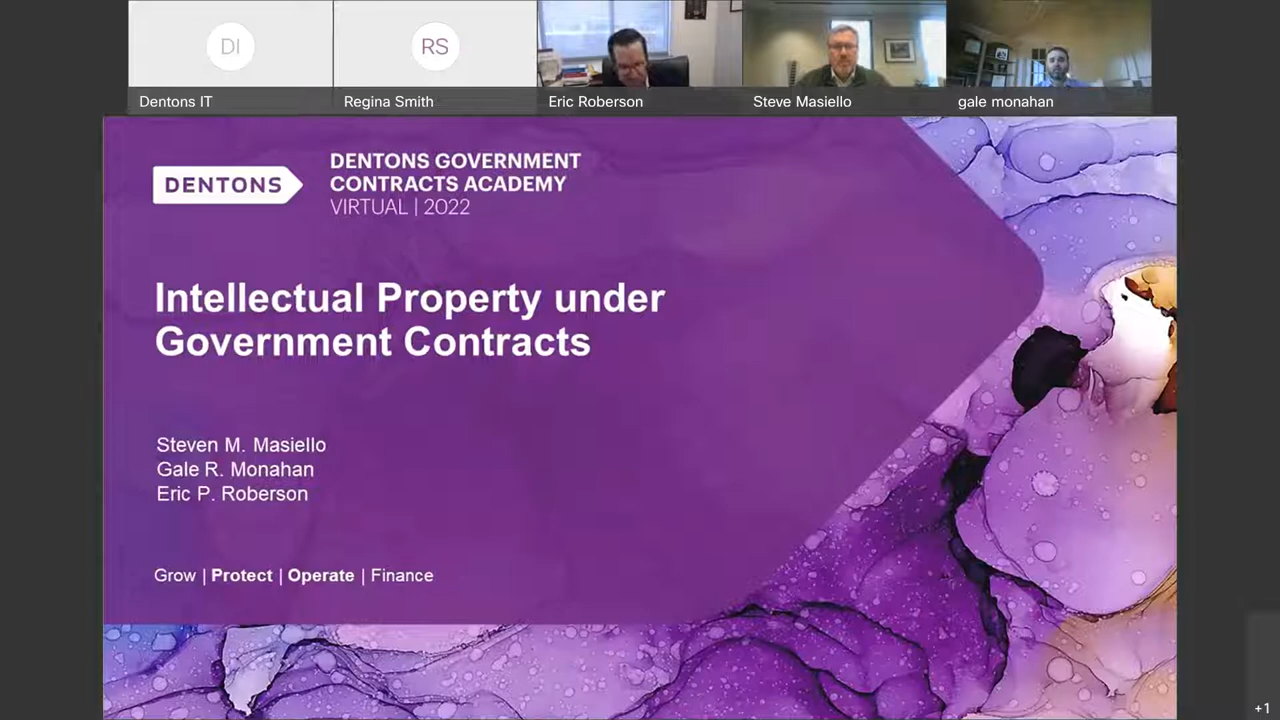 DI
RS
Dentons IT
Regina Smith
Eric Roberson
Steve Masiello
gale monahan
DENTONS
DENTONS GOVERNMENT
CONTRACTS ACADEMY
VIRTUAL | 2022
Intellectual Property under
Government Contracts
Steven M. Masiello
Gale R. Monahan
Eric P. Roberson
Grow | Protect | Operate | Finance
+1